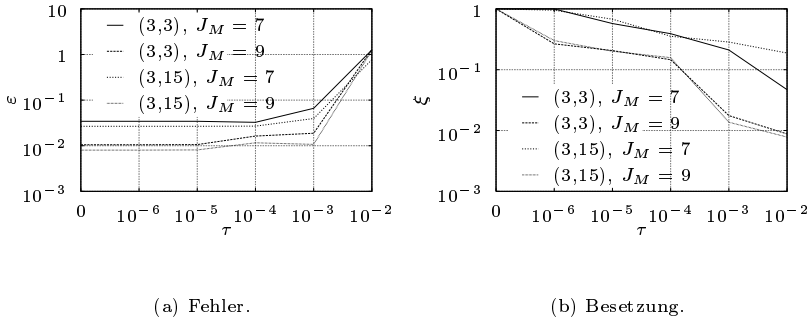 10
1
10^{-1}
10^{-2}
10^{-3}
ε
(3,3), J_M = 7
(3,3), J_M = 9
(3,15), J_M = 7
(3,15), J_M = 9
0 10^{-6} 10^{-5} 10^{-4} 10^{-3} 10^{-2}
τ
(a) Fehler.
1
10^{-1}
10^{-2}
10^{-3}
ξ
(3,3), J_M = 7
(3,3), J_M = 9
(3,15), J_M = 7
(3,15), J_M = 9
0 10^{-6} 10^{-5} 10^{-4} 10^{-3} 10^{-2}
τ
(b) Besetzung.